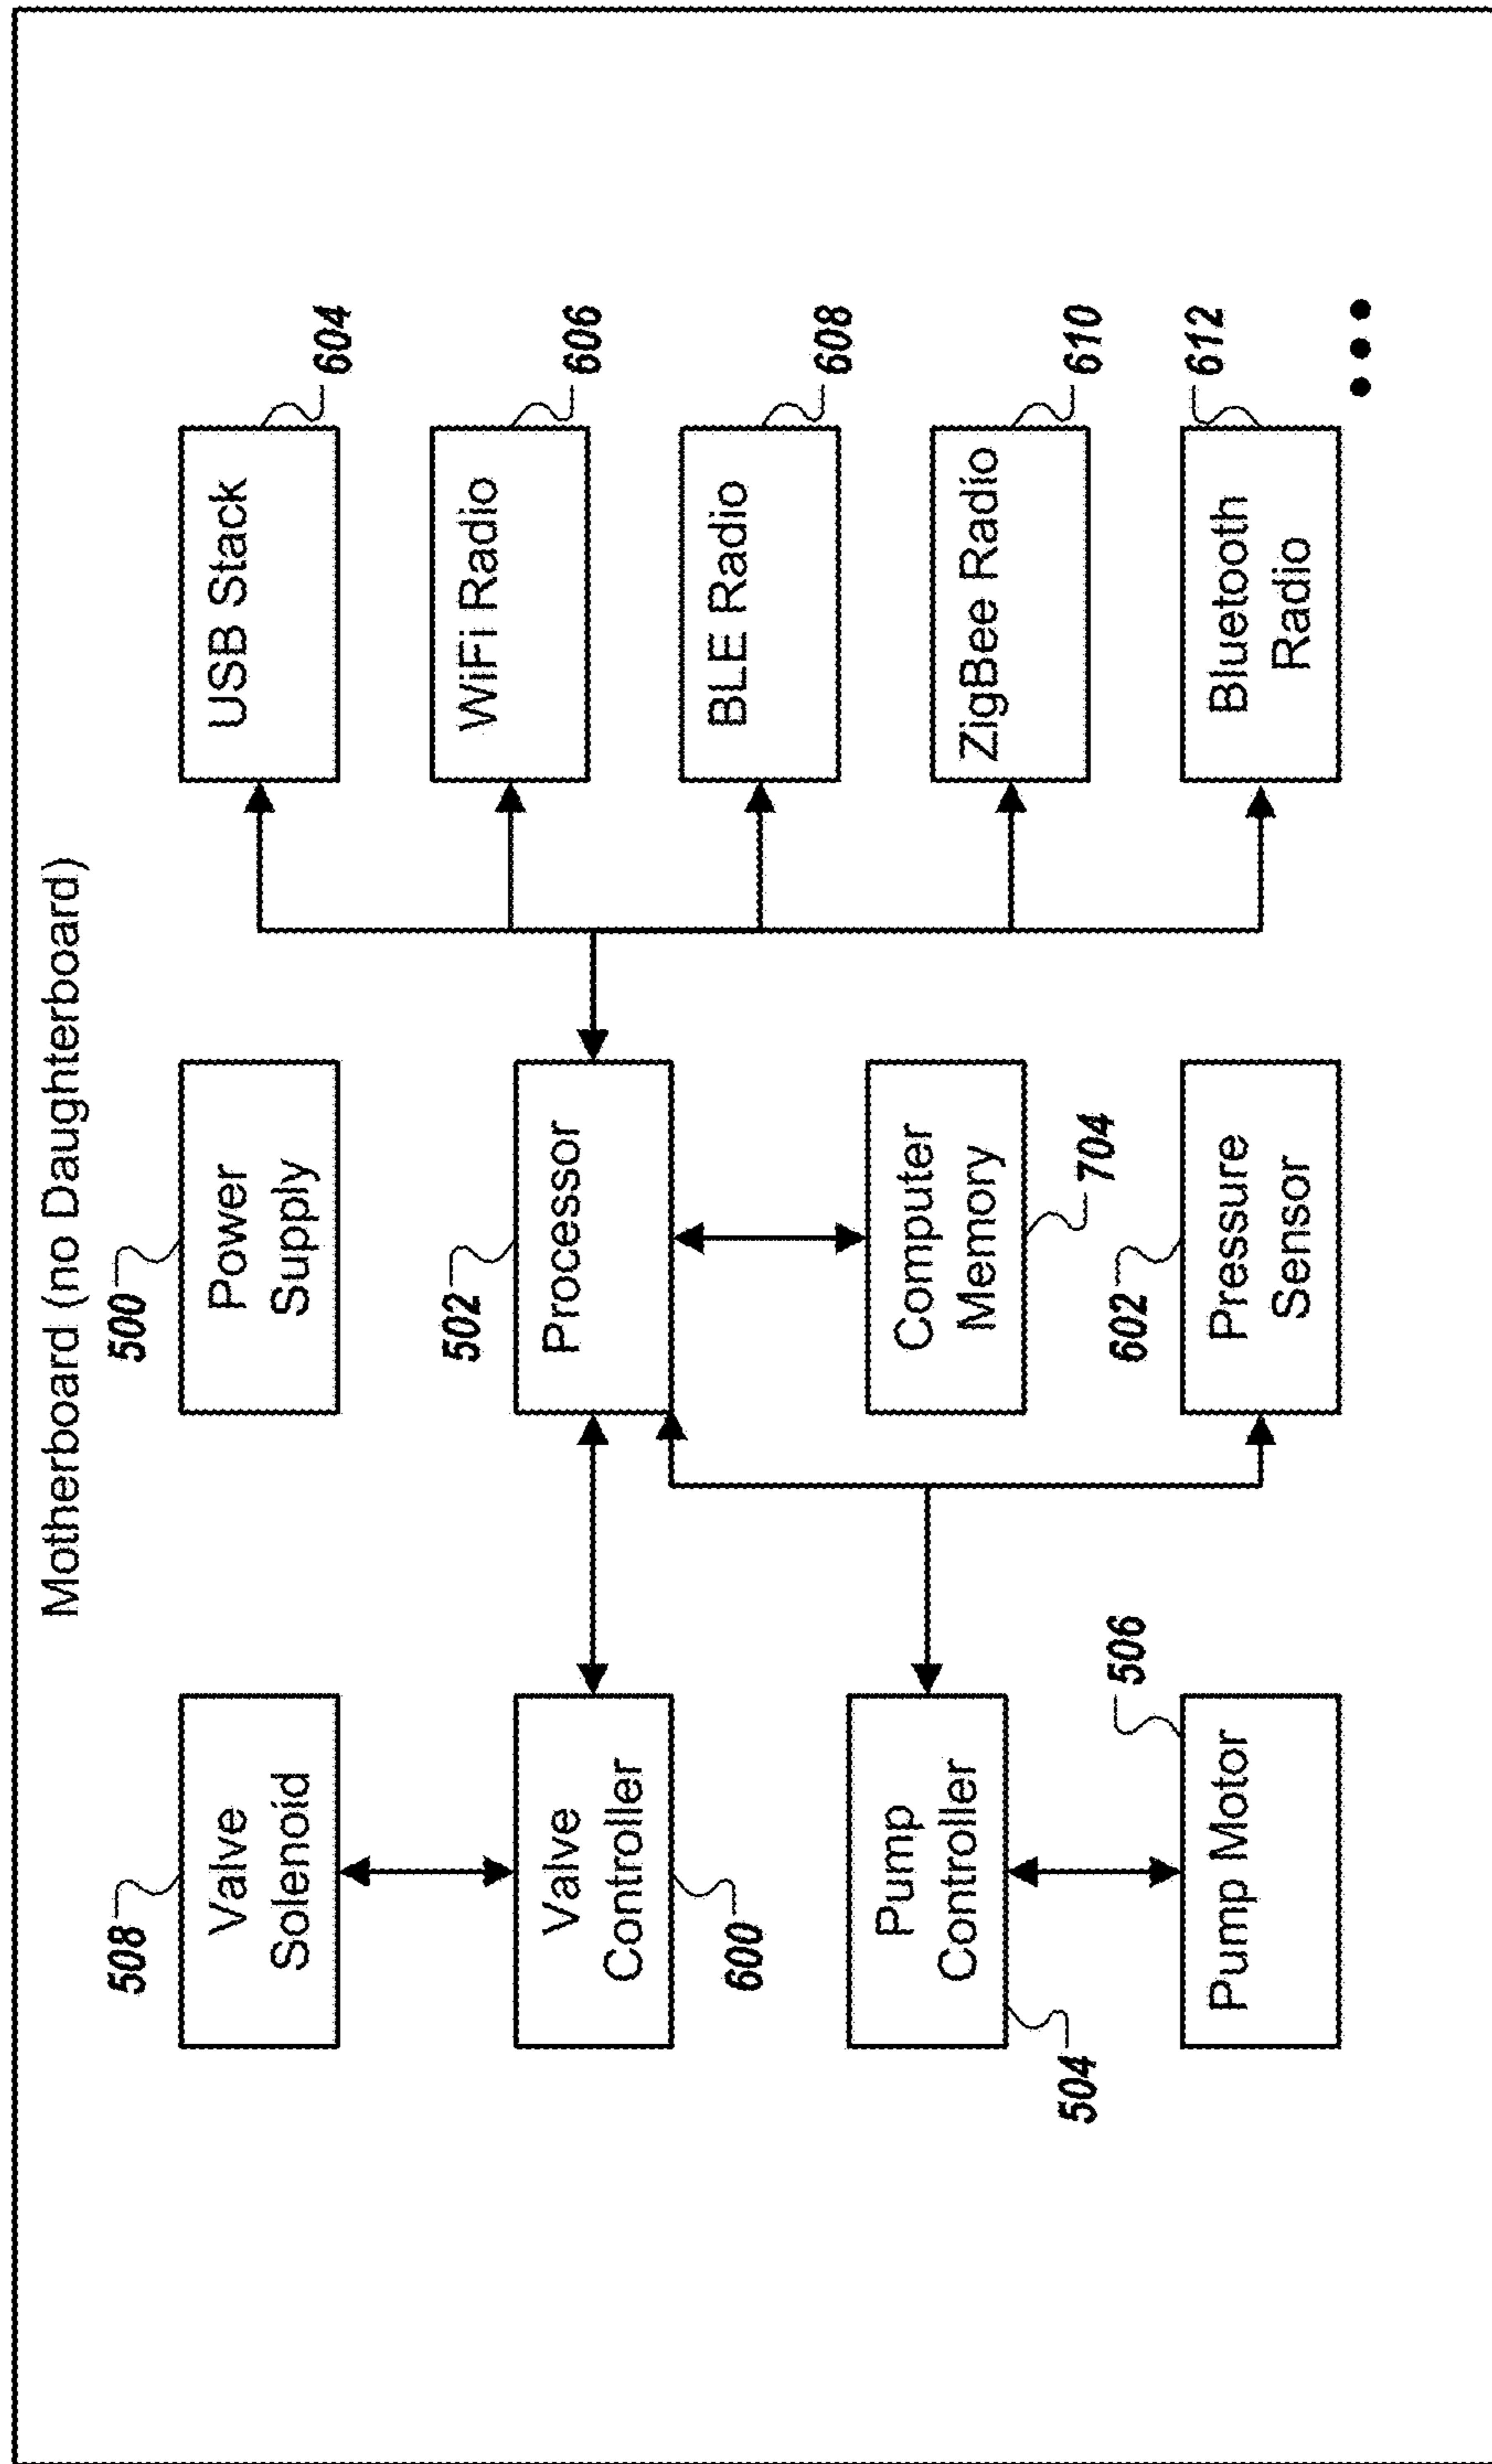 Motherboard (no Daughterboard)
508
Valve
Solenoid
500
Power
Supply
USB Stack
604
Valve
Controller
600
502
Processor
WiFi Radio
606
BLE Radio
608
Pump
Controller
504
Computer
Memory
704
ZigBee Radio
610
506
Pump Motor
602
Pressure
Sensor
612
Bluetooth
Radio